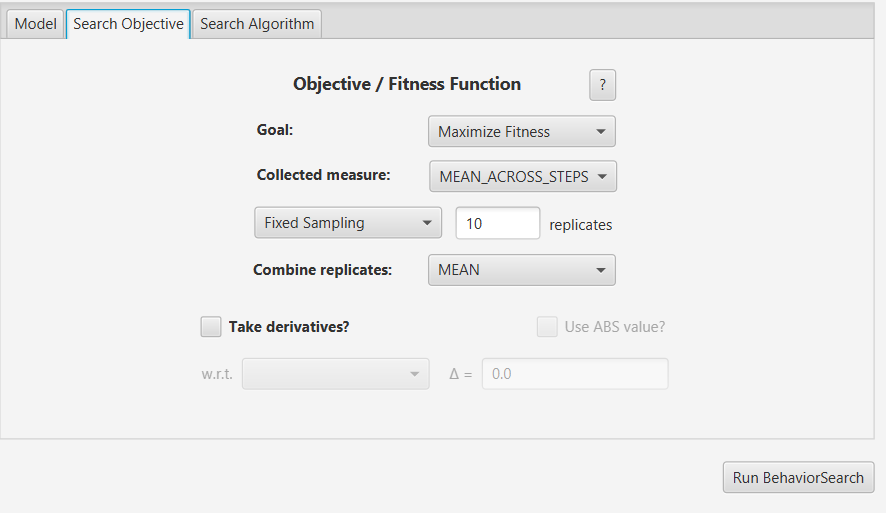 Model Search Objective Search Algorithm
Objective / Fitness Function ?
Goal: Maximize Fitness
Collected measure: MEAN_ACROSS_STEPS
Fixed Sampling 10 replicates
Combine replicates: MEAN
Take derivatives? Use ABS value?
w.r.t. Δ = 0.0
Run BehaviorSearch